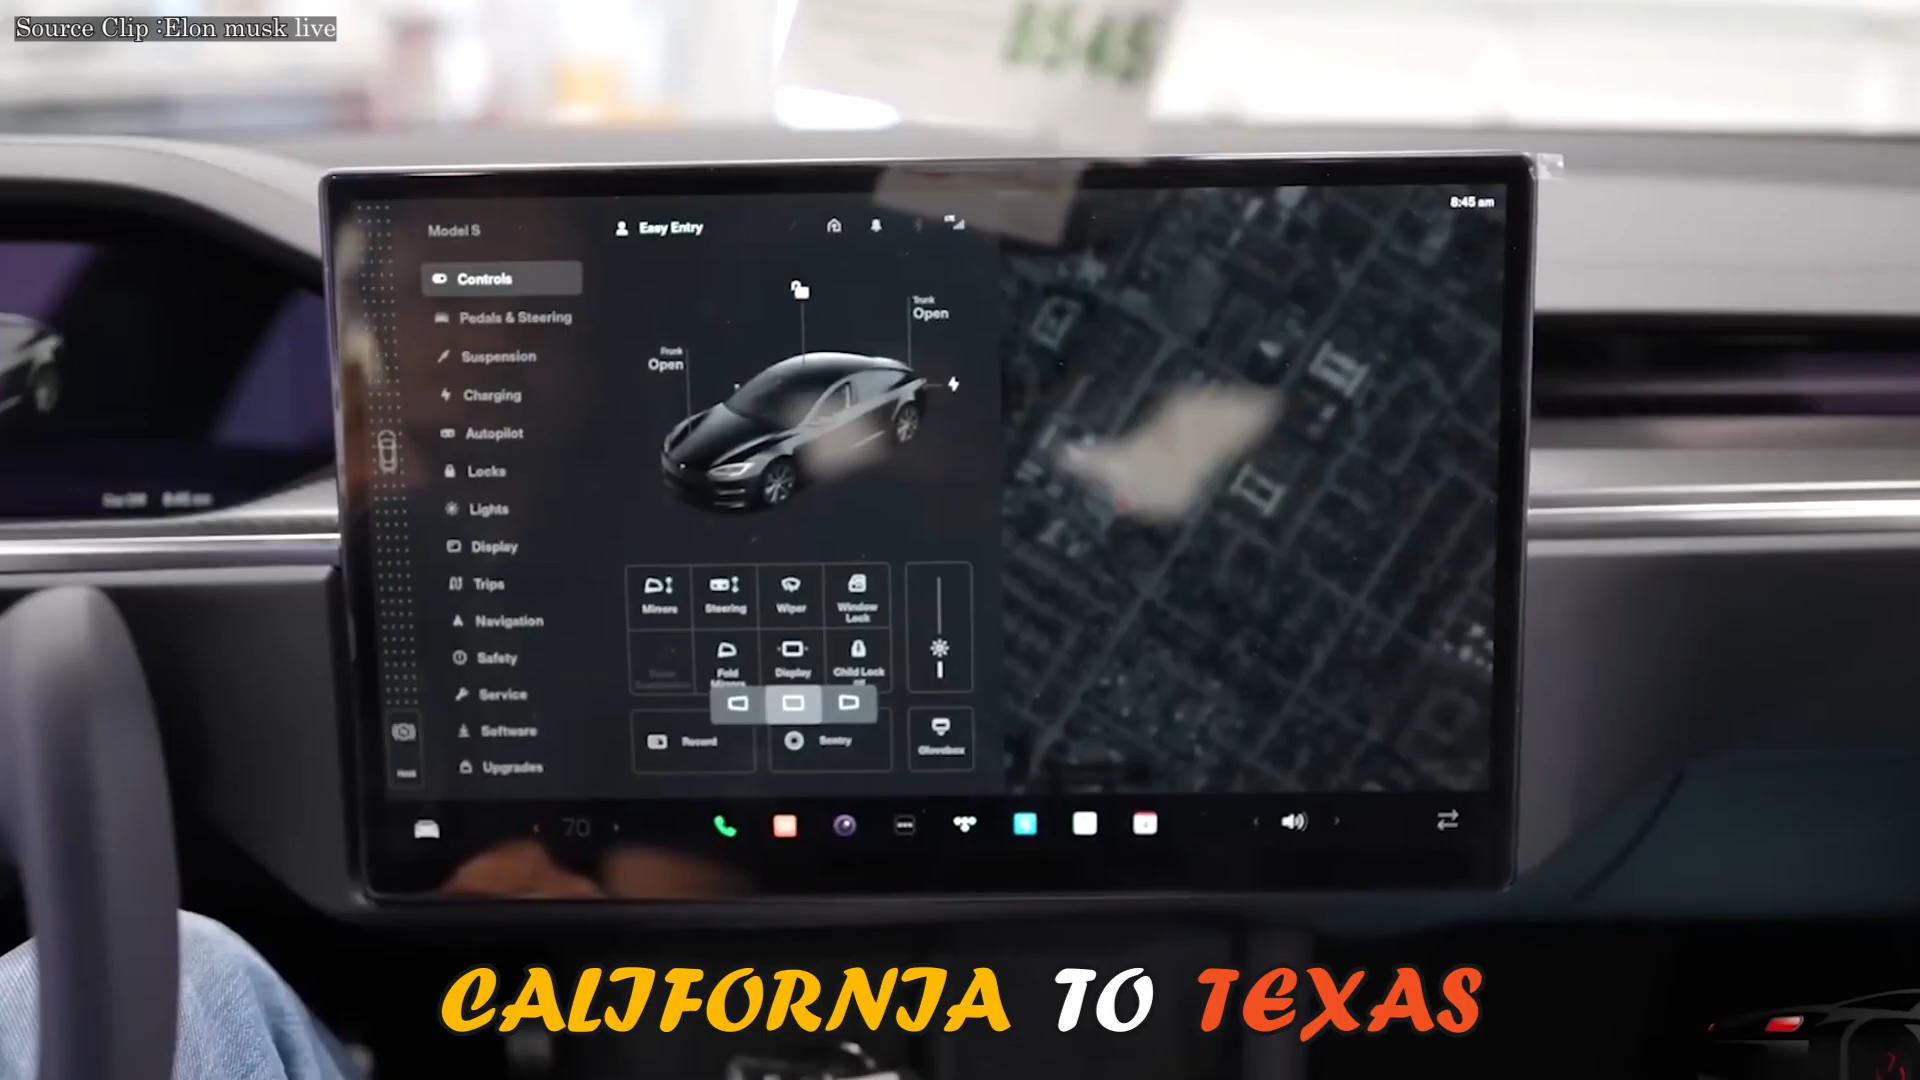 Source Clip :Elon musk live
8:45 am
Model S
Easy Entry
Controls
Pedals & Steering
Suspension
Charging
Autopilot
Locks
Lights
Display
Trips
Navigation
Safety
Service
Software
Upgrades
Trunk
Open
Frunk
Open
Mirrors
Steering
Wiper
Window
Lock
Fold
Mirrors
Display
Child Lock
Off
Record
Sentry
Glovebox
70
CALIFORNIA TO TEXAS